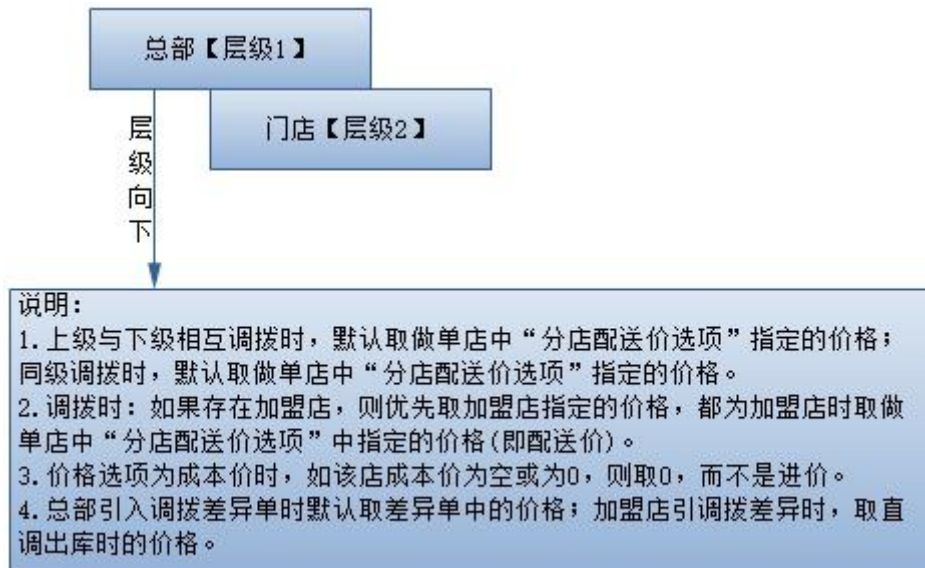 总部【层级1】
门店【层级2】
层级向下
说明：
1.上级与下级相互调拨时，默认取做单店中“分店配送价选项”指定的价格；
同级调拨时，默认取做单店中“分店配送价选项”指定的价格。
2.调拨时：如果存在加盟店，则优先取加盟店指定的价格，都为加盟店时取做
单店中“分店配送价选项”中指定的价格(即配送价)。
3.价格选项为成本价时，如该店成本价为空或为0，则取0，而不是进价。
4.总部引入调拨差异单时默认取差异单中的价格；加盟店引调拨差异时，取直
调出库时的价格。